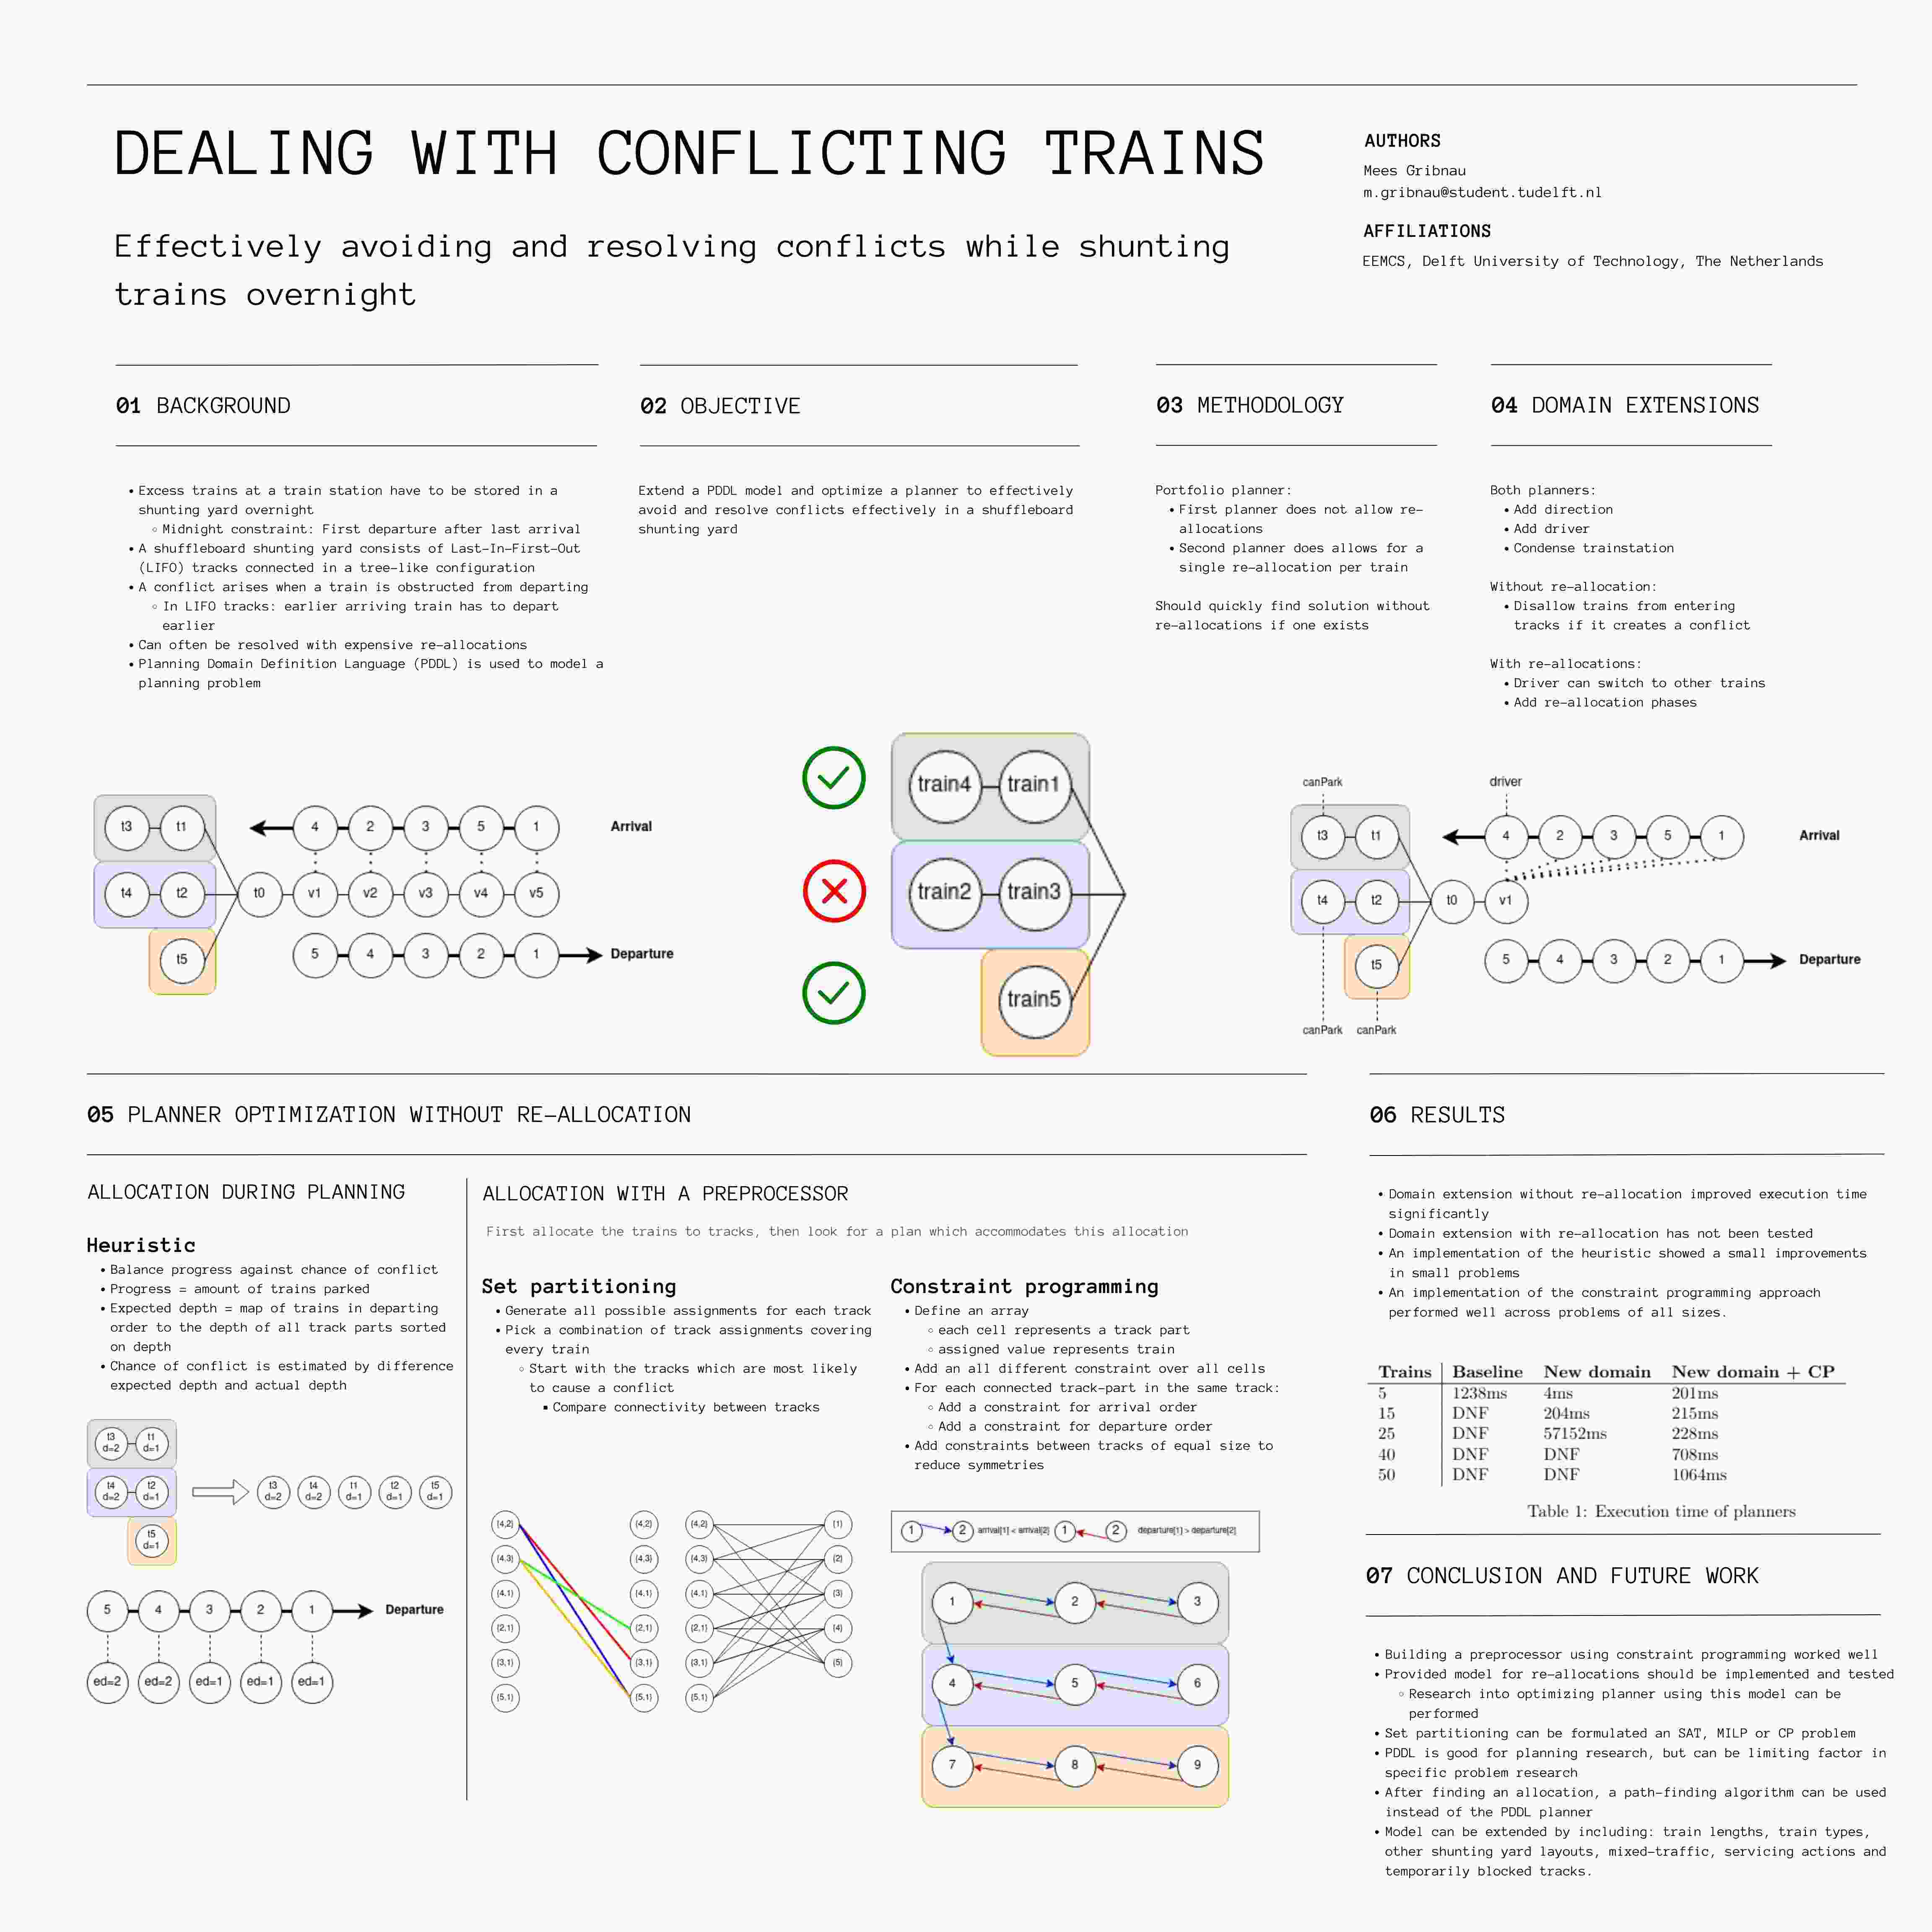 DEALING WITH CONFLICTING TRAINS
Effectively avoiding and resolving conflicts while shunting
trains overnight
AUTHORS
Mees Gribnau
m.gribnau@student.tudelft.nl
AFFILIATIONS
EEMCS, Delft University of Technology, The Netherlands
01 BACKGROUND
• Excess trains at a train station have to be stored in a
shunting yard overnight
◦ Midnight constraint: First departure after last arrival
• A shuffleboard shunting yard consists of Last-In-First-Out
(LIFO) tracks connected in a tree-like configuration
• A conflict arises when a train is obstructed from departing
◦ In LIFO tracks: earlier arriving train has to depart
earlier
• Can often be resolved with expensive re-allocations
• Planning Domain Definition Language (PDDL) is used to model a
planning problem
02 OBJECTIVE
Extend a PDDL model and optimize a planner to effectively
avoid and resolve conflicts effectively in a shuffleboard
shunting yard
03 METHODOLOGY
Portfolio planner:
• First planner does not allow re-
allocations
• Second planner does allows for a
single re-allocation per train
Should quickly find solution without
re-allocations if one exists
04 DOMAIN EXTENSIONS
Both planners:
• Add direction
• Add driver
• Condense trainstation
Without re-allocation:
• Disallow trains from entering
tracks if it creates a conflict
With re-allocations:
• Driver can switch to other trains
• Add re-allocation phases
t3 t1 4 2 3 5 1 Arrival
t4 t2 t0 v1 v2 v3 v4 v5
t5 5 4 3 2 1 Departure
train4 train1
train2 train3
train5
canPark driver
t3 t1 4 2 3 5 1 Arrival
t4 t2 t0 v1
t5 5 4 3 2 1 Departure
canPark canPark
05 PLANNER OPTIMIZATION WITHOUT RE-ALLOCATION
ALLOCATION DURING PLANNING
Heuristic
• Balance progress against chance of conflict
• Progress = amount of trains parked
• Expected depth = map of trains in departing
order to the depth of all track parts sorted
on depth
• Chance of conflict is estimated by difference
expected depth and actual depth
t3 d=2 t1 d=1
t4 d=2 t2 d=1 t3 d=2 t4 d=2 t1 d=1 t2 d=1 t5 d=1
t5 d=1
5 4 3 2 1 Departure
ed=2 ed=2 ed=1 ed=1 ed=1
ALLOCATION WITH A PREPROCESSOR
First allocate the trains to tracks, then look for a plan which accommodates this allocation
Set partitioning
• Generate all possible assignments for each track
• Pick a combination of track assignments covering
every train
◦ Start with the tracks which are most likely
to cause a conflict
▪ Compare connectivity between tracks
{4,2} {4,2} {4,2} {1}
{4,3} {4,3} {4,3} {2}
{4,1} {4,1} {4,1} {3}
{2,1} {2,1} {2,1} {4}
{3,1} {3,1} {3,1} {5}
{5,1} {5,1} {5,1}
Constraint programming
• Define an array
◦ each cell represents a track part
◦ assigned value represents train
• Add an all different constraint over all cells
• For each connected track-part in the same track:
◦ Add a constraint for arrival order
◦ Add a constraint for departure order
• Add constraints between tracks of equal size to
reduce symmetries
1 2 arrival[1] < arrival[2] 1 2 departure[1] > departure[2]
1 2 3
4 5 6
7 8 9
06 RESULTS
• Domain extension without re-allocation improved execution time
significantly
• Domain extension with re-allocation has not been tested
• An implementation of the heuristic showed a small improvements
in small problems
• An implementation of the constraint programming approach
performed well across problems of all sizes.
Trains Baseline New domain New domain + CP
5 1238ms 4ms 201ms
15 DNF 204ms 215ms
25 DNF 57152ms 228ms
40 DNF DNF 708ms
50 DNF DNF 1064ms
Table 1: Execution time of planners
07 CONCLUSION AND FUTURE WORK
• Building a preprocessor using constraint programming worked well
• Provided model for re-allocations should be implemented and tested
◦ Research into optimizing planner using this model can be
performed
• Set partitioning can be formulated an SAT, MILP or CP problem
• PDDL is good for planning research, but can be limiting factor in
specific problem research
• After finding an allocation, a path-finding algorithm can be used
instead of the PDDL planner
• Model can be extended by including: train lengths, train types,
other shunting yard layouts, mixed-traffic, servicing actions and
temporarily blocked tracks.